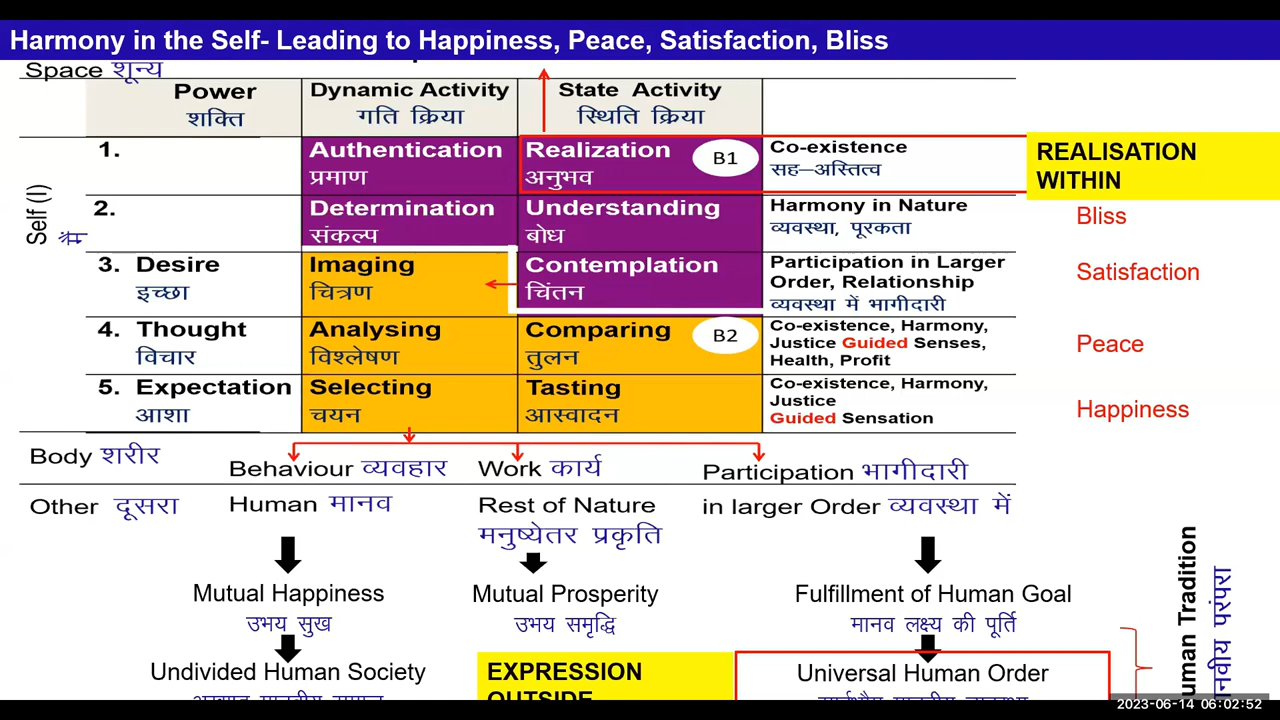 Harmony in the Self- Leading to Happiness, Peace, Satisfaction, Bliss
Space शून्य
Power
शक्ति
Dynamic Activity
गति क्रिया
State Activity
स्थिति क्रिया
Self (I)
मैं
1.
Authentication
प्रमाण
Realization
अनुभव
B1
Co-existence
सह–अस्तित्व
REALISATION
WITHIN
2.
Determination
संकल्प
Understanding
बोध
Harmony in Nature
व्यवस्था, पूरकता
Bliss
3. Desire
इच्छा
Imaging
चित्रण
Contemplation
चिंतन
Participation in Larger
Order, Relationship
व्यवस्था में भागीदारी
Satisfaction
4. Thought
विचार
Analysing
विश्लेषण
Comparing
तुलन
B2
Co-existence, Harmony,
Justice Guided Senses,
Health, Profit
Peace
5. Expectation
आशा
Selecting
चयन
Tasting
आस्वादन
Co-existence, Harmony,
Justice
Guided Sensation
Happiness
Body शरीर
Behaviour व्यवहार
Work कार्य
Participation भागीदारी
Other दूसरा
Human मानव
Rest of Nature
मनुष्येतर प्रकृति
in larger Order व्यवस्था में
Mutual Happiness
उभय सुख
Mutual Prosperity
उभय समृद्धि
Fulfillment of Human Goal
मानव लक्ष्य की पूर्ति
Undivided Human Society
EXPRESSION
OUTSIDE
Universal Human Order
Tradition
परंपरा
2023-06-14 06:02:52